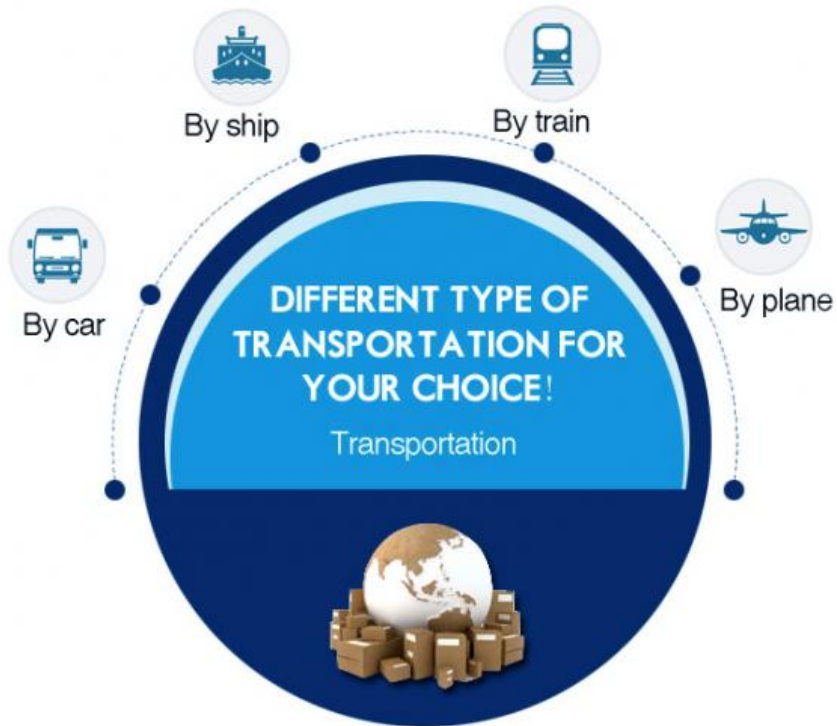 By ship
By train
By car
By plane
DIFFERENT TYPE OF
TRANSPORTATION FOR
YOUR CHOICE!
Transportation